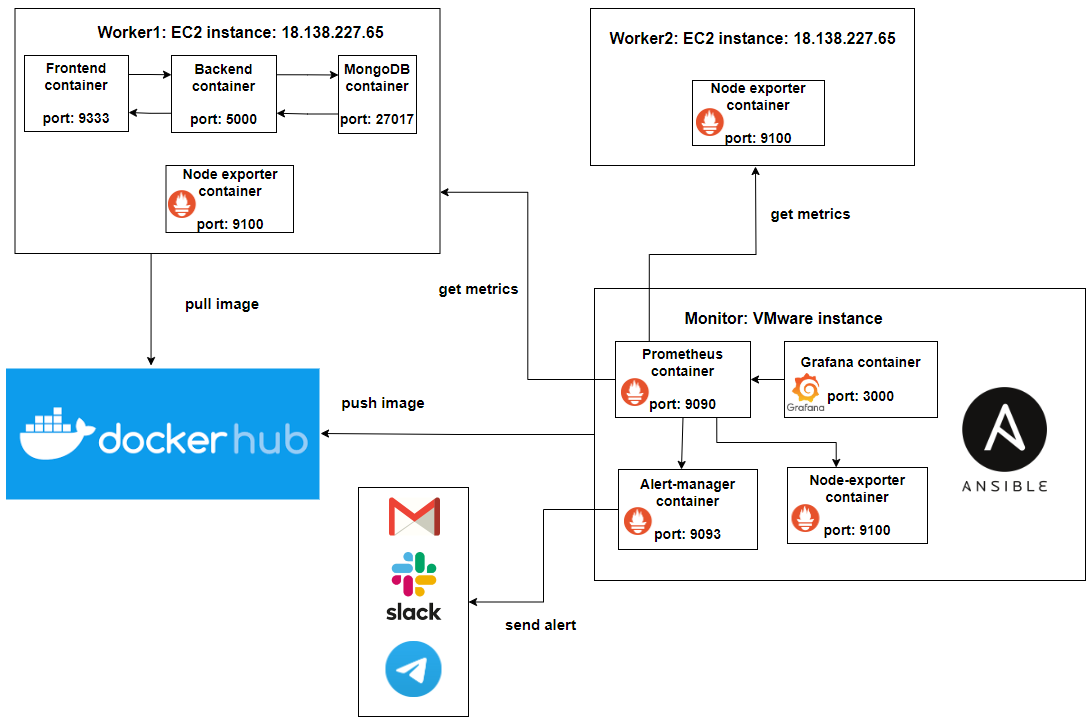 Worker1: EC2 instance: 18.138.227.65
Frontend
container
port: 9333
Backend
container
port: 5000
MongoDB
container
port: 27017
Node exporter
container
port: 9100
Worker2: EC2 instance: 18.138.227.65
Node exporter
container
port: 9100
get metrics
get metrics
pull image
Monitor: VMware instance
Prometheus
container
port: 9090
Grafana container
Grafana
port: 3000
push image
docker hub
Alert-manager
container
port: 9093
Node-exporter
container
port: 9100
ANSIBLE
slack
send alert